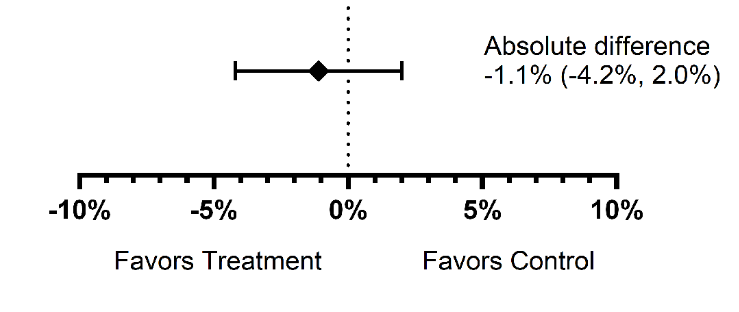 Absolute difference
-1.1% (-4.2%, 2.0%)
-10% -5% 0% 5% 10%
Favors Treatment Favors Control